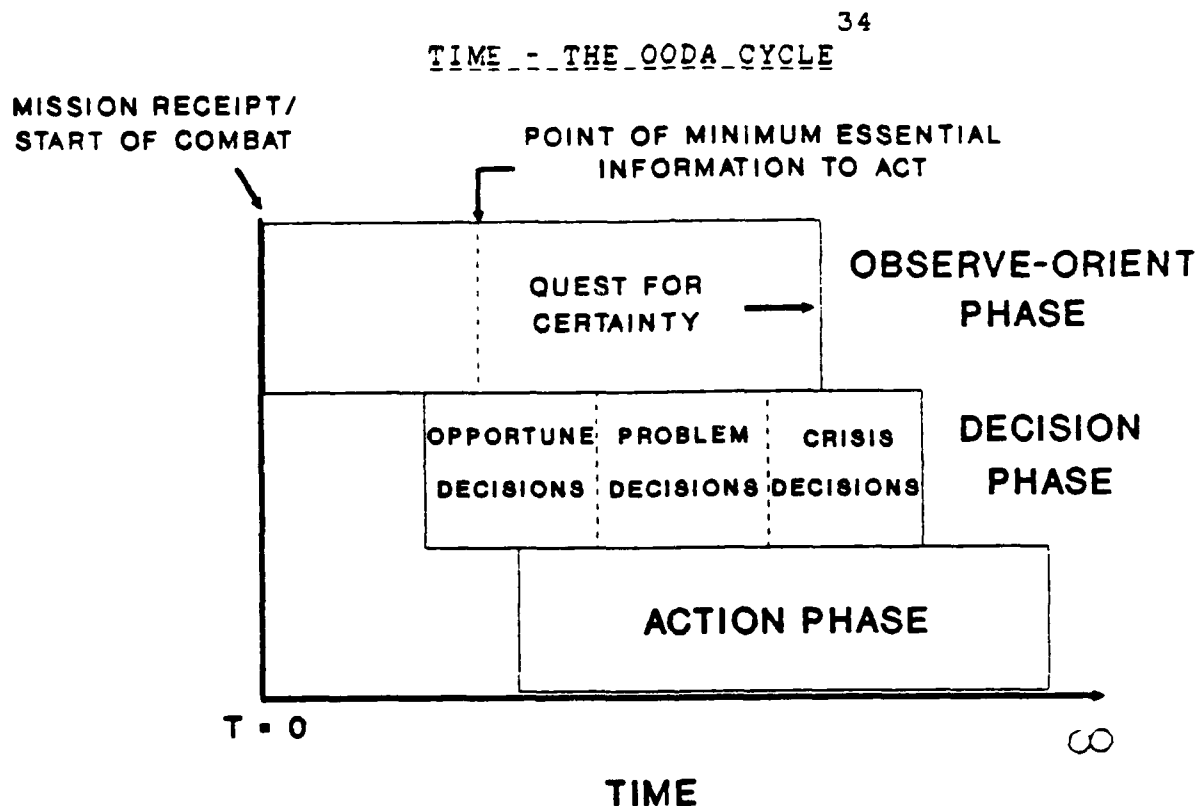 34
TIME - THE OODA CYCLE
MISSION RECEIPT/
START OF COMBAT
POINT OF MINIMUM ESSENTIAL
INFORMATION TO ACT
QUEST FOR
CERTAINTY
OBSERVE-ORIENT
PHASE
OPPORTUNE
DECISIONS
PROBLEM
DECISIONS
CRISIS
DECISIONS
DECISION
PHASE
ACTION PHASE
T = 0
∞
TIME